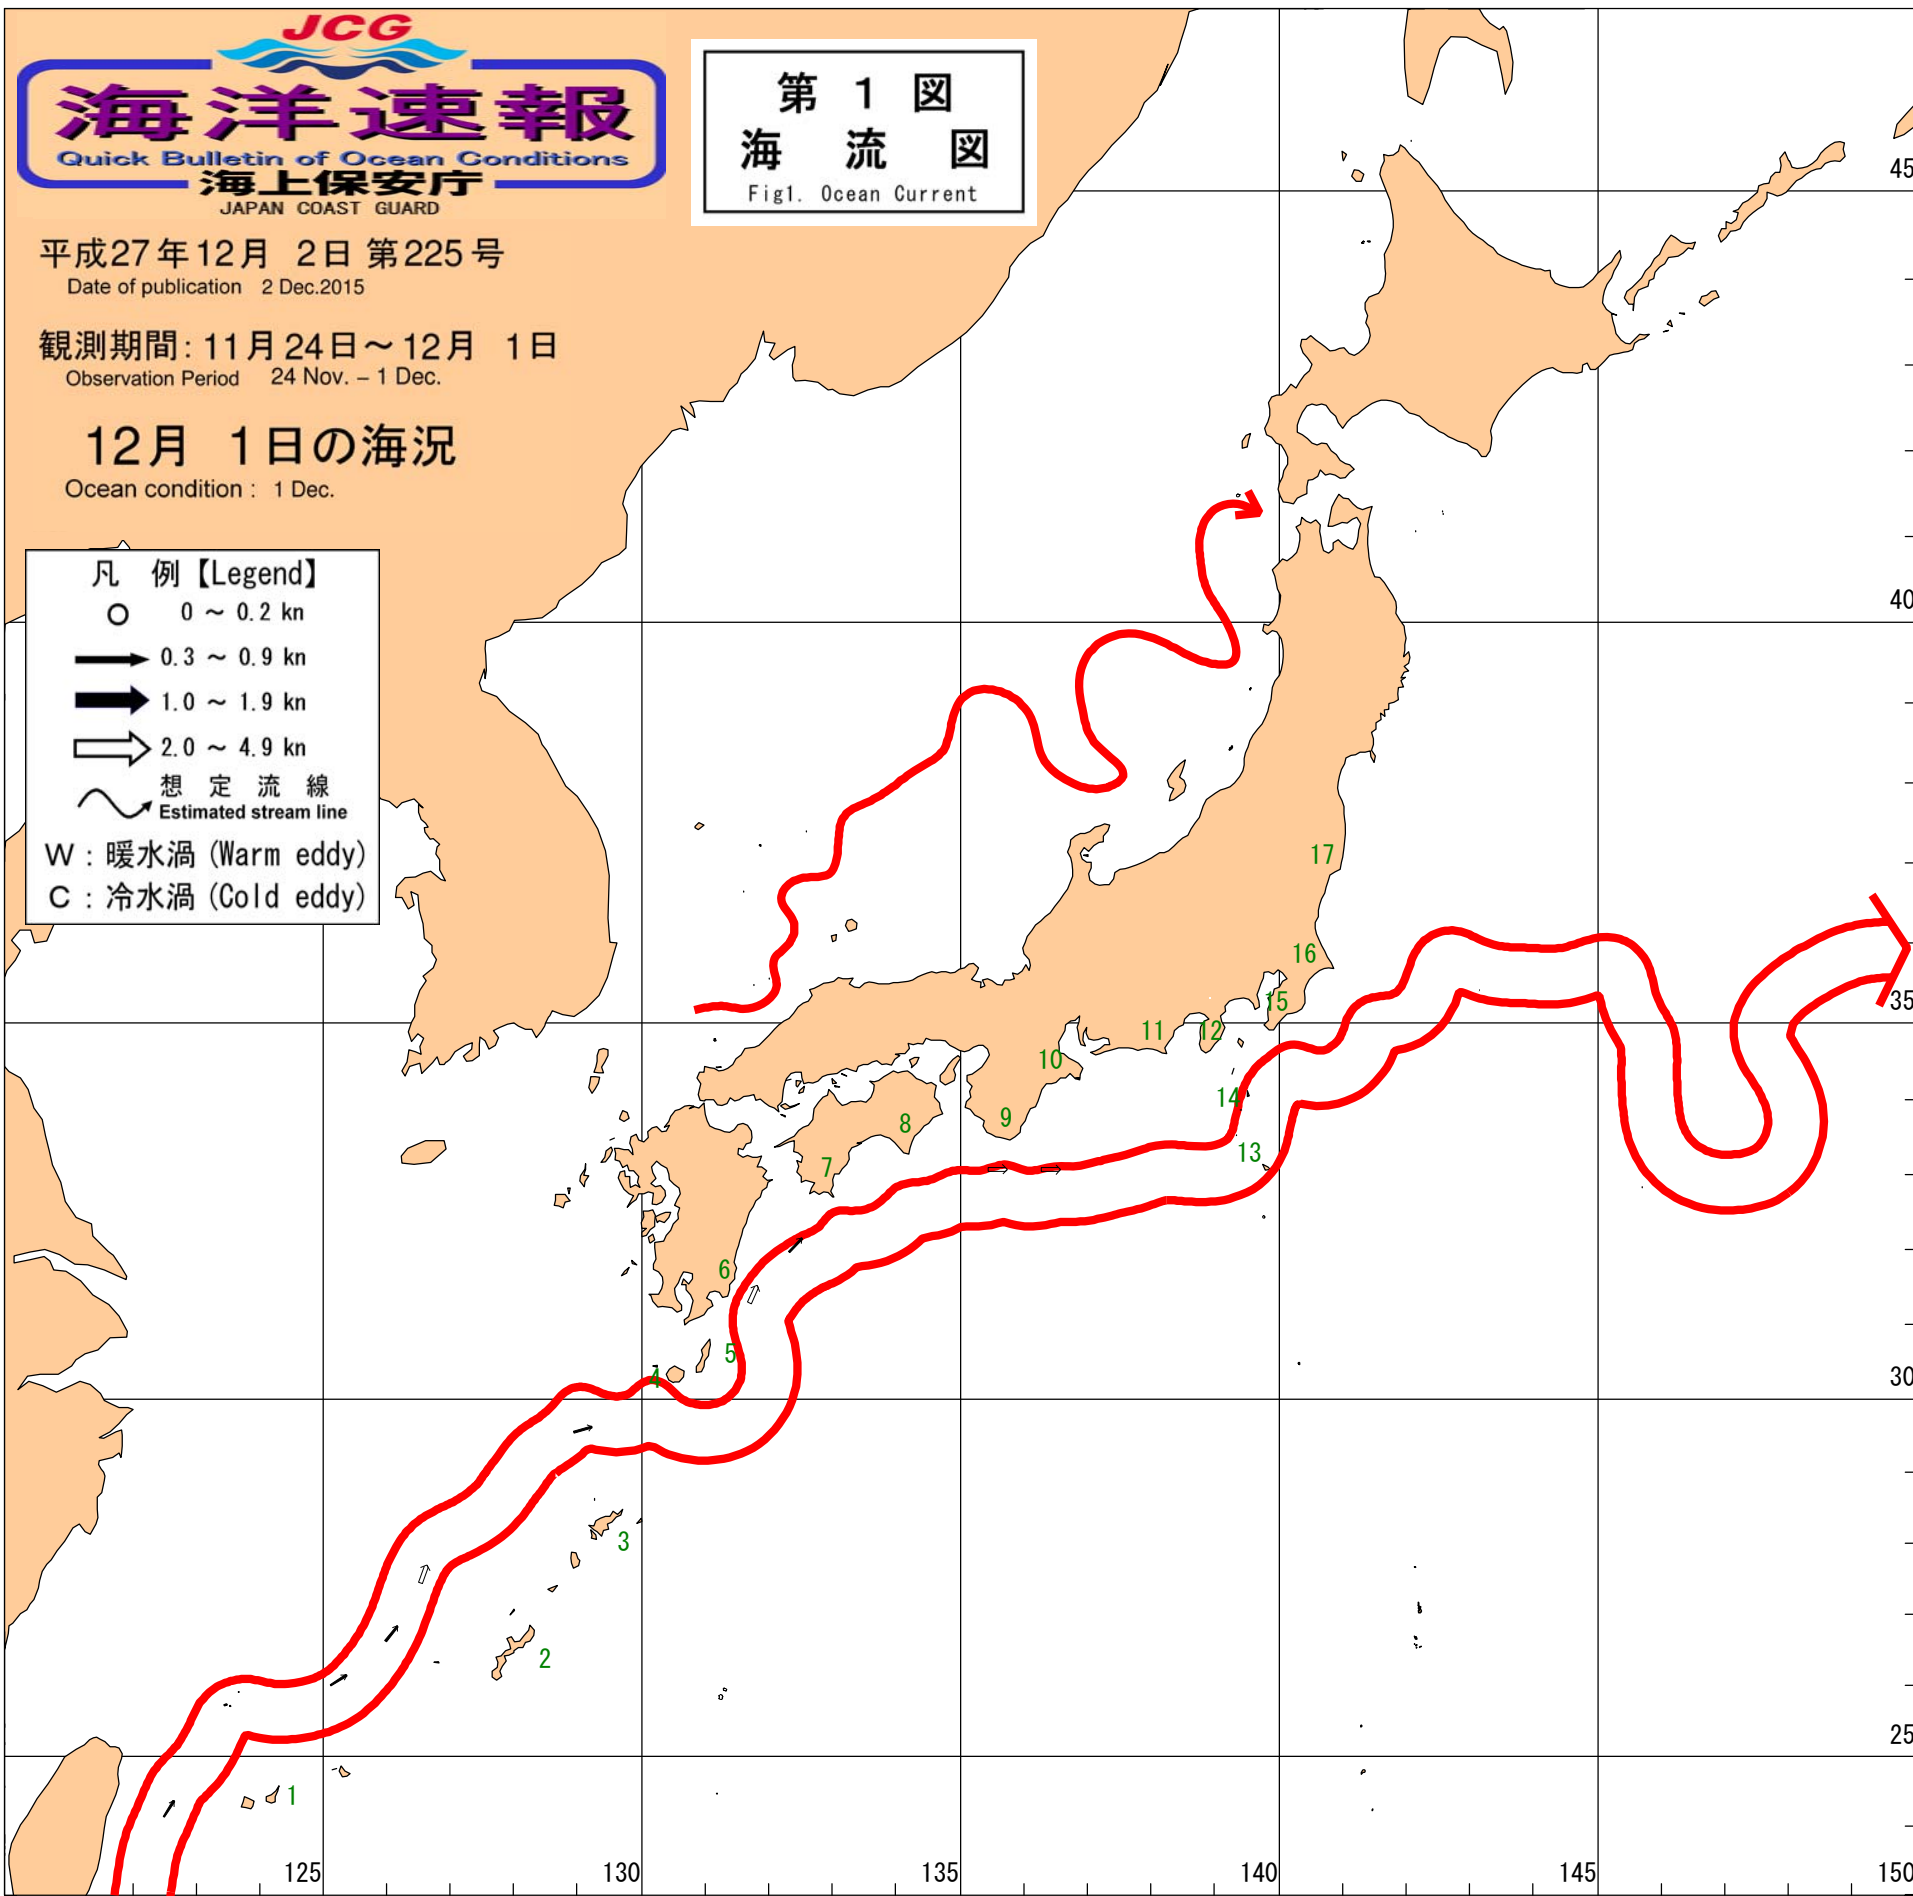 JCG
海洋速報
Quick Bulletin of Ocean Conditions
海上保安庁
JAPAN COAST GUARD
第 1 図
海 流 図
Fig1. Ocean Current
平成27年12月 2日 第225号
Date of publication 2 Dec.2015
観測期間: 11月24日～12月 1日
Observation Period 24 Nov. – 1 Dec.
12月 1日の海況
Ocean condition : 1 Dec.
凡 例【Legend】
0 ～ 0.2 kn
0.3 ～ 0.9 kn
1.0 ～ 1.9 kn
2.0 ～ 4.9 kn
想 定 流 線
Estimated stream line
W : 暖水渦 (Warm eddy)
C : 冷水渦 (Cold eddy)
45
40
35
30
25
17
16
15
12
11
10
14
9
8
13
7
6
5
4
3
2
1
125
130
135
140
145
150